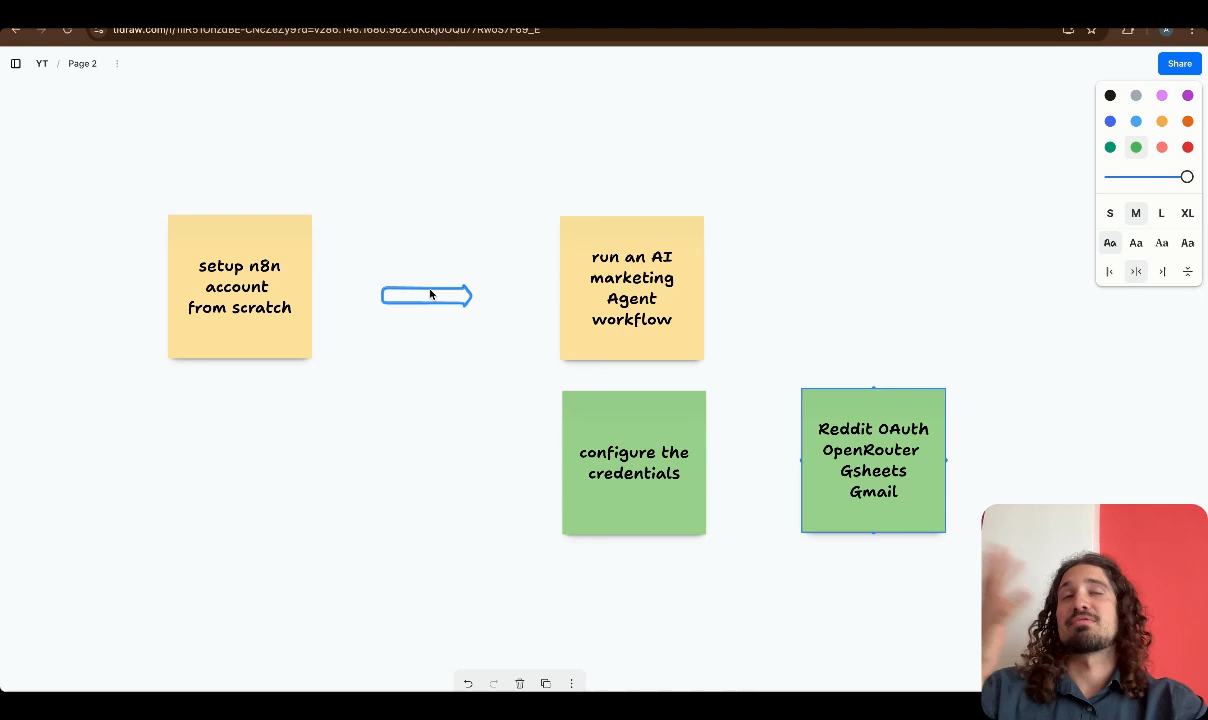 YT / Page 2
Share
S M L XL
Aa Aa Aa Aa
setup n8n
account
from scratch
run an AI
marketing
Agent
workflow
configure the
credentials
Reddit OAuth
OpenRouter
Gsheets
Gmail